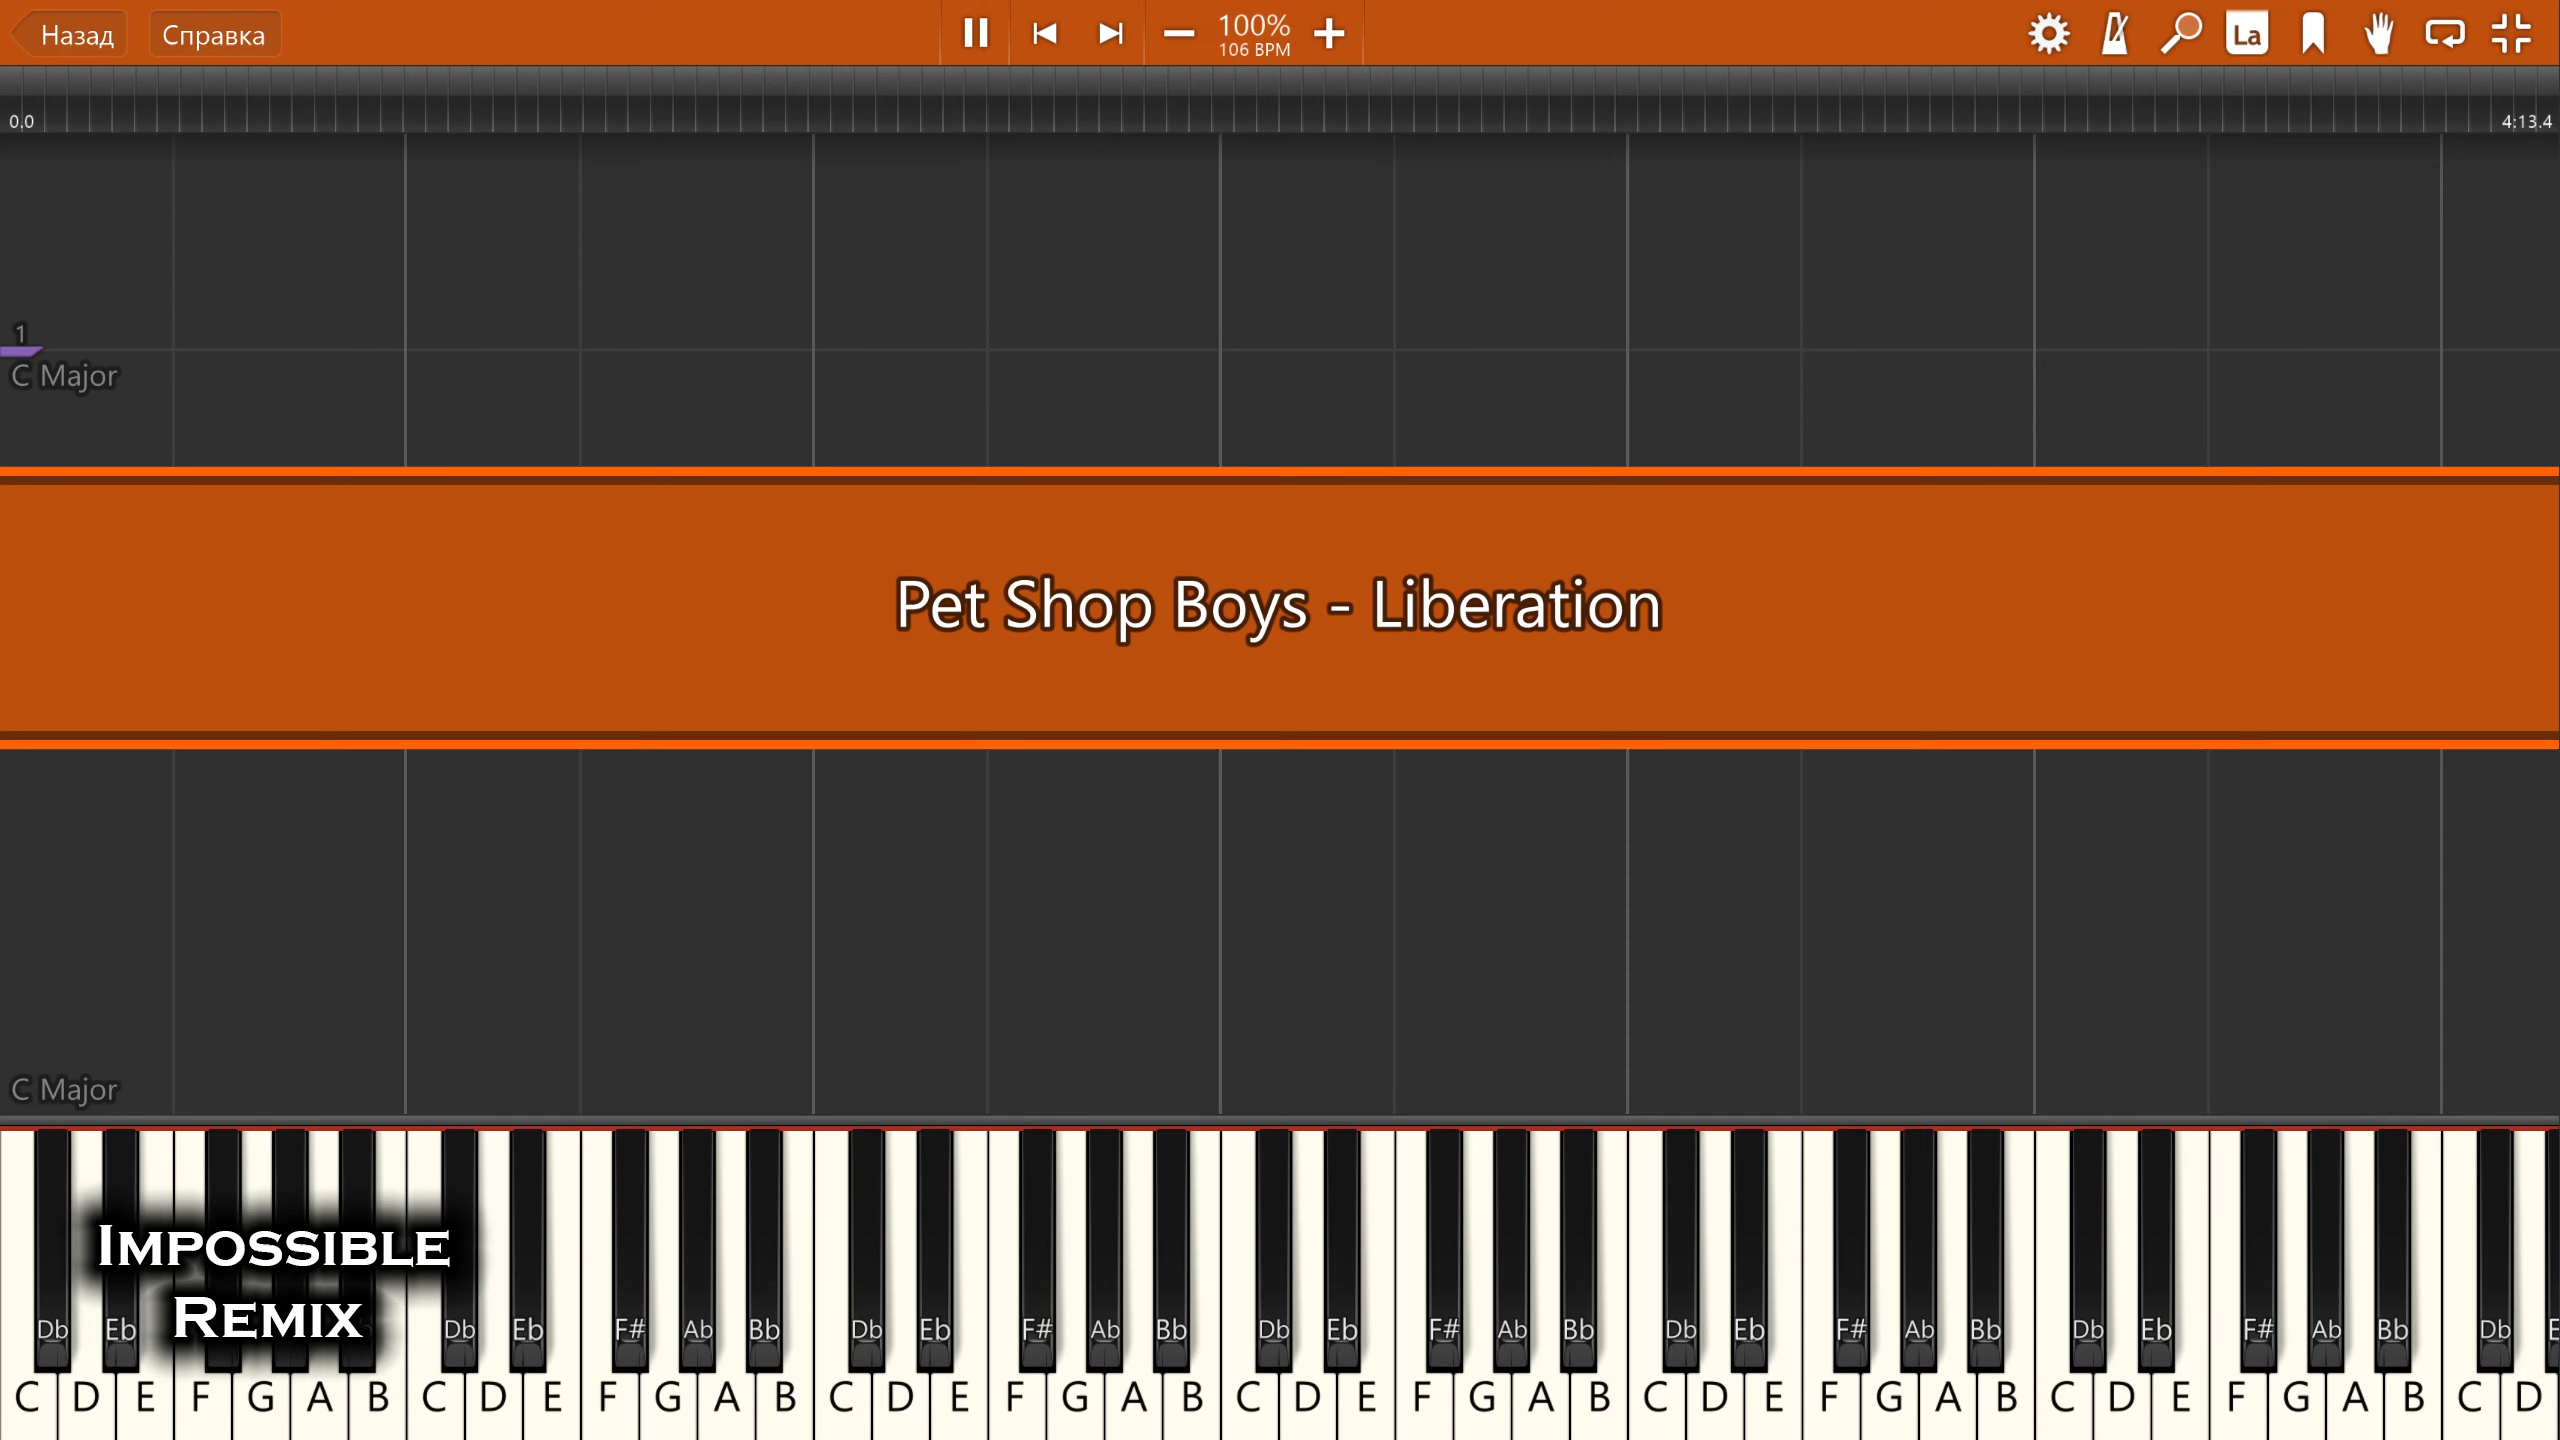 Назад Справка 100% La
106 BPM
0.0 4:13.4
1
C Major
Pet Shop Boys - Liberation
C Major
Impossible
Remix
Db Eb Db Eb F# Ab Bb Db Eb F# Ab Bb Db Eb F# Ab Bb Db Eb F# Ab Bb Db Eb F# Ab Bb Db
C D E F G A B C D E F G A B C D E F G A B C D E F G A B C D E F G A B C D E F G A B C D